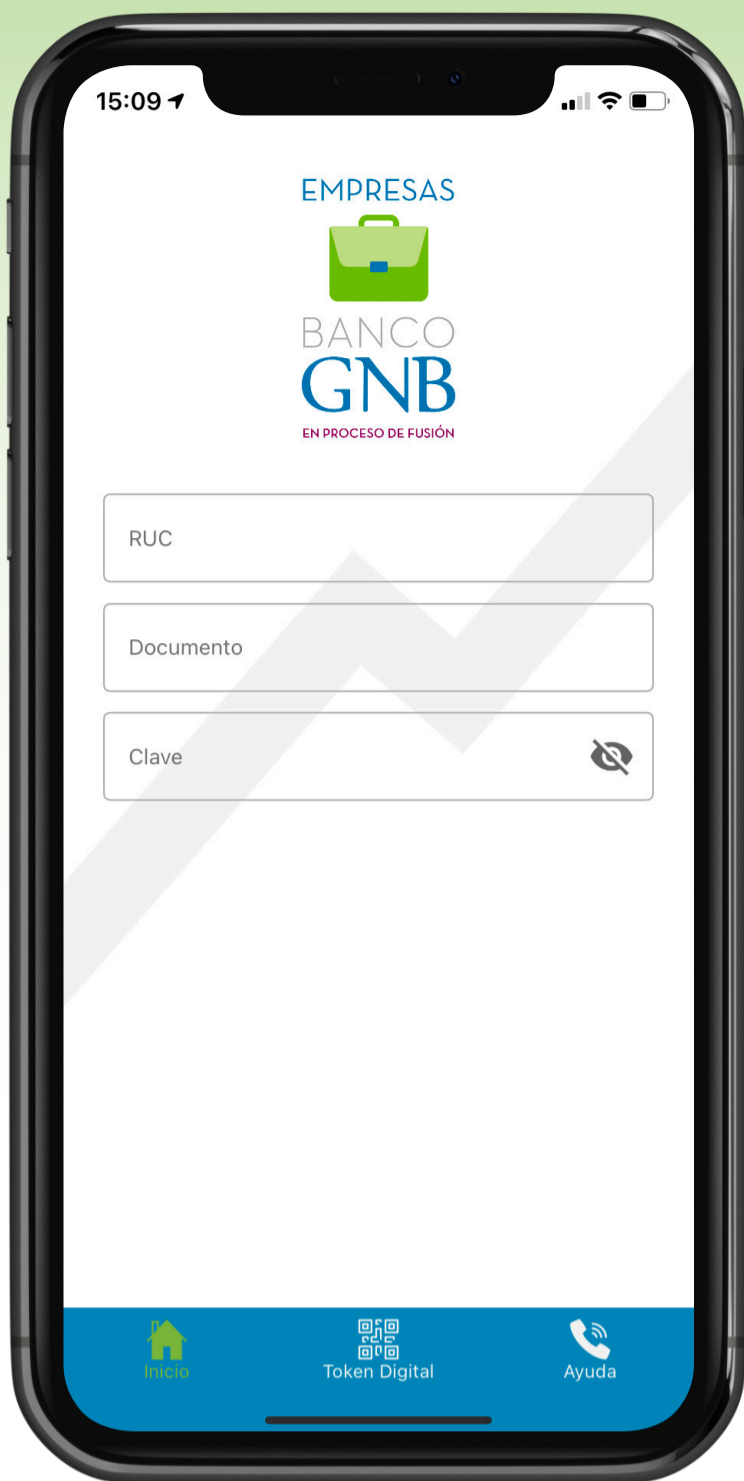 15:09
EMPRESAS
BANCO
GNB
EN PROCESO DE FUSIÓN
RUC
Documento
Clave
Inicio
Token Digital
Ayuda